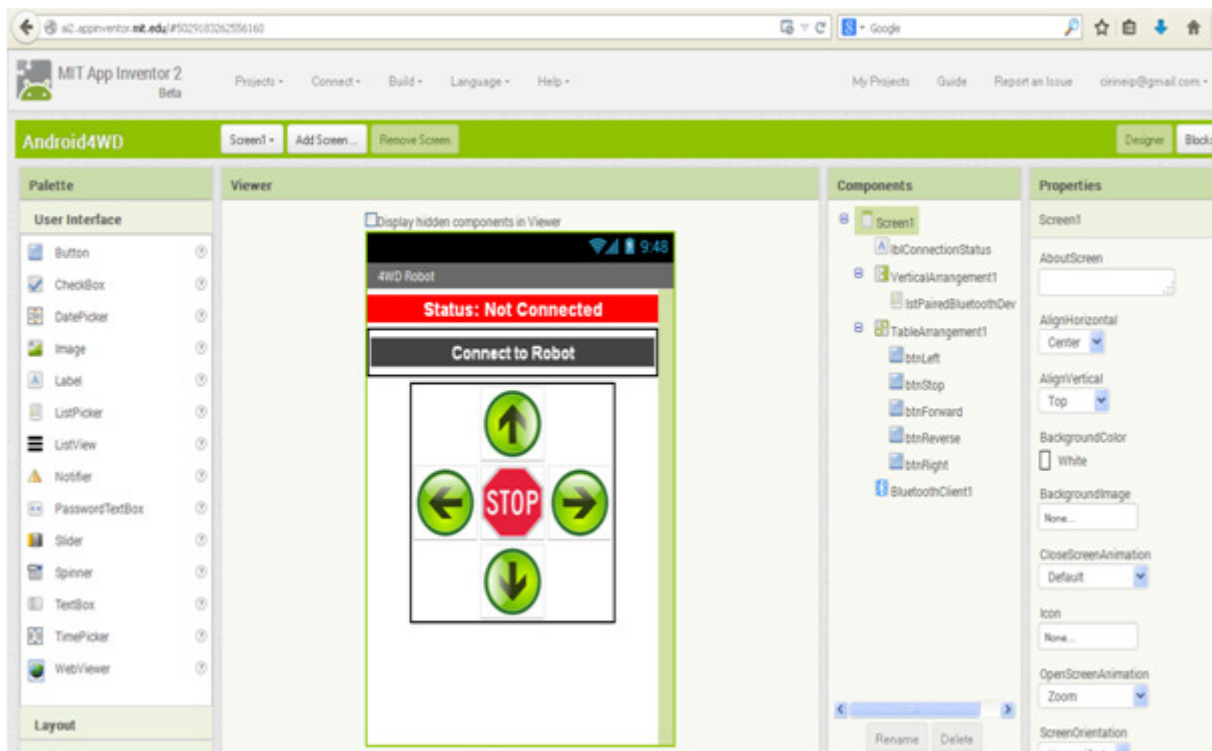 ai2.appinventor.mit.edu/#5029183262556160
Google
MIT App Inventor 2
Beta
Projects
Connect
Build
Language
Help
My Projects
Guide
Report an Issue
cirineip@gmail.com
Android4WD
Screen1
Add Screen ...
Remove Screen
Designer
Blocks
Palette
Viewer
Components
Properties
User Interface
Button
CheckBox
DatePicker
Image
Label
ListPicker
ListView
Notifier
PasswordTextBox
Slider
Spinner
TextBox
TimePicker
WebViewer
Layout
Display hidden components in Viewer
9:48
4WD Robot
Status: Not Connected
Connect to Robot
STOP
Screen1
lblConnectionStatus
VerticalArrangement1
lstPairedBluetoothDev
TableArrangement1
btnLeft
btnStop
btnForward
btnReverse
btnRight
BluetoothClient1
Rename
Delete
Screen1
AboutScreen
AlignHorizontal
Center
AlignVertical
Top
BackgroundColor
White
BackgroundImage
None...
CloseScreenAnimation
Default
Icon
None...
OpenScreenAnimation
Zoom
ScreenOrientation